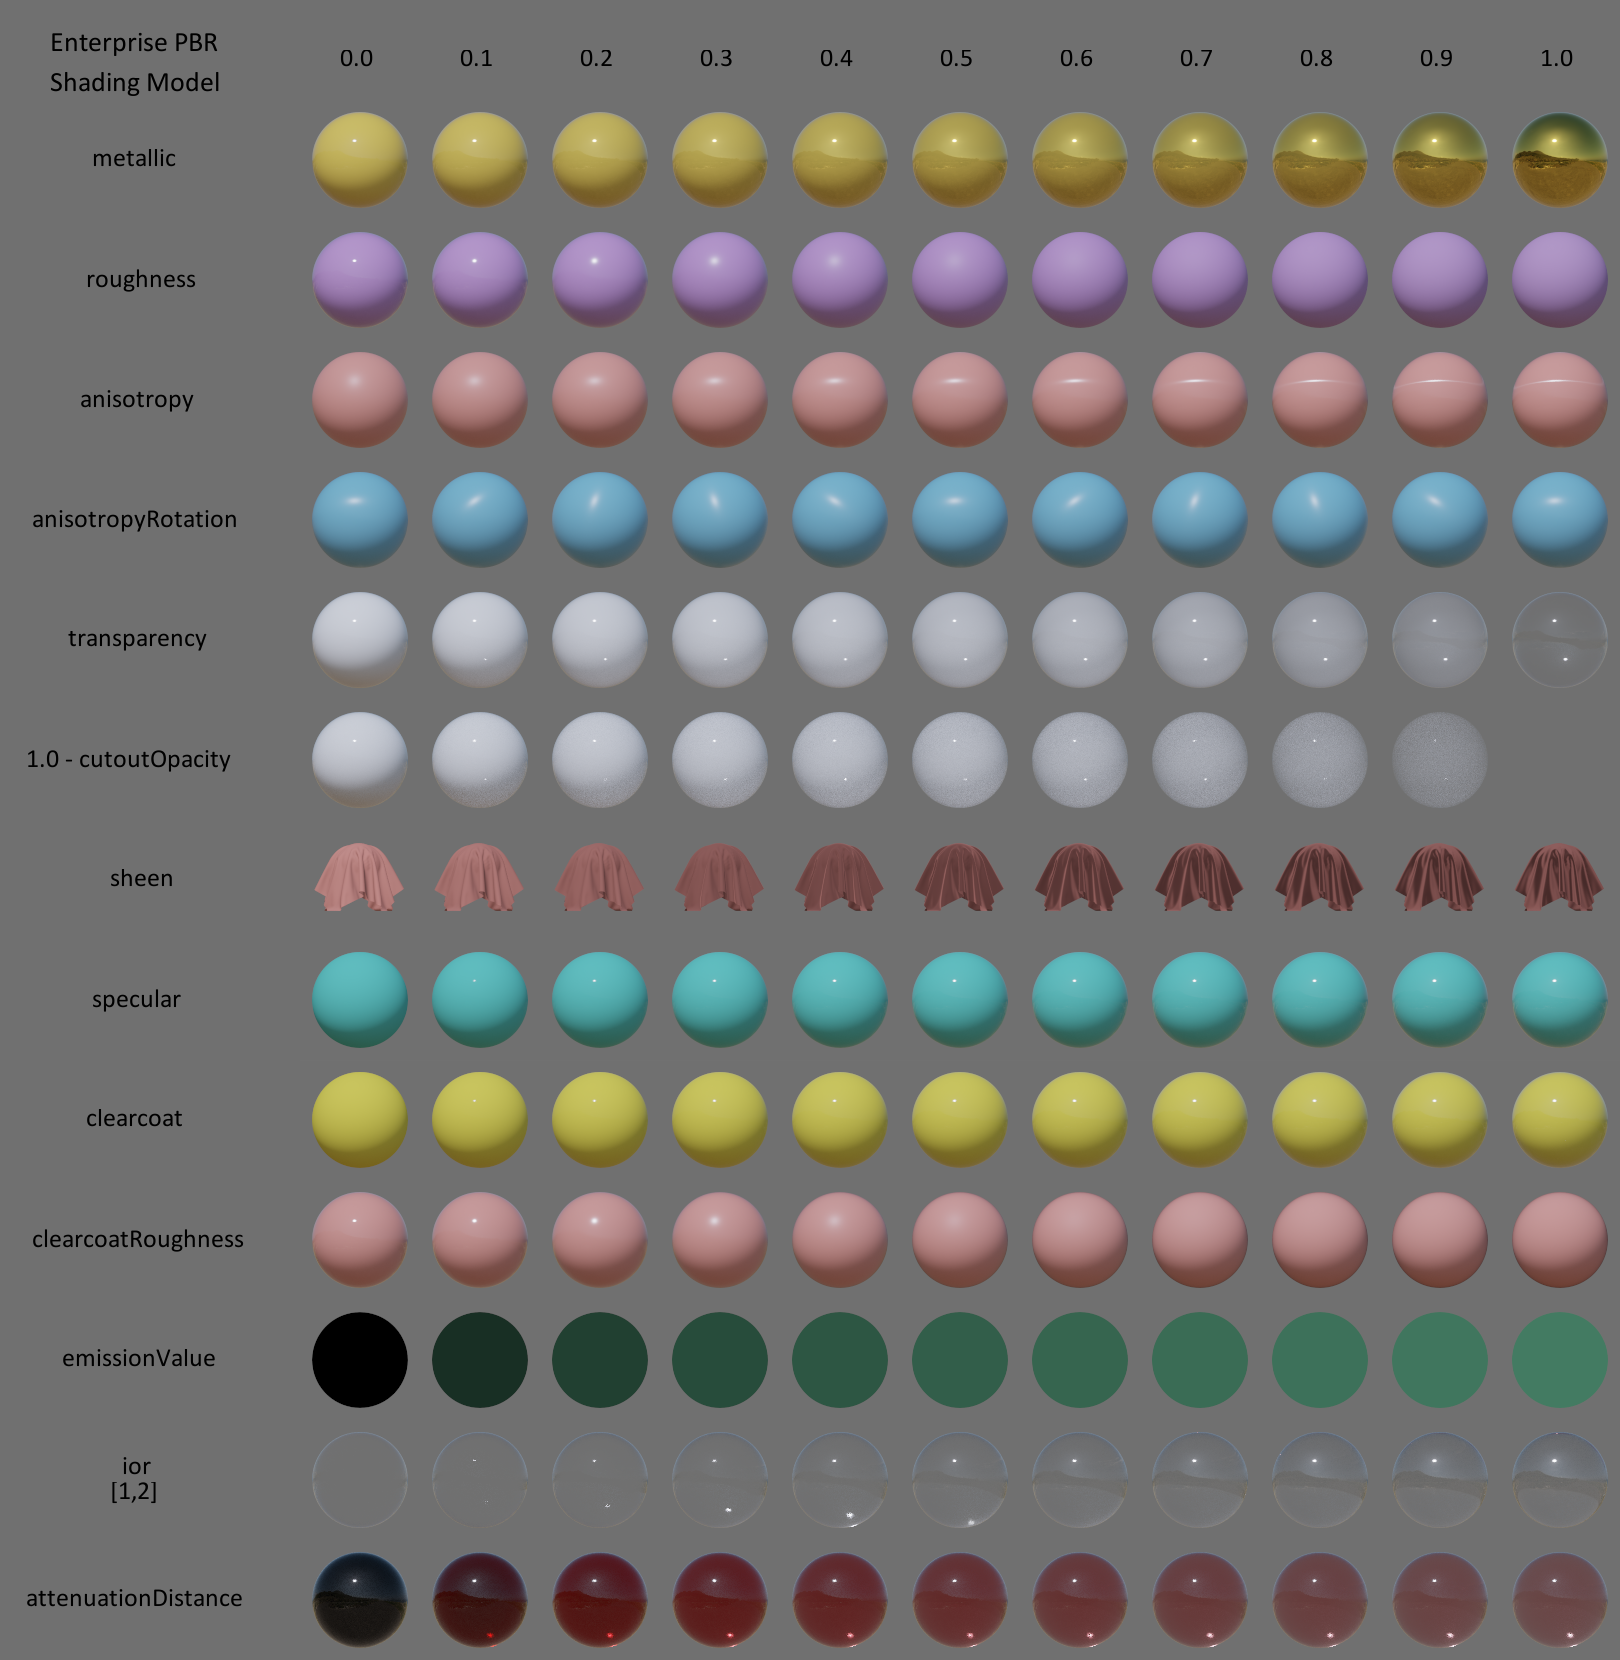 Enterprise PBR
Shading Model
0.0 0.1 0.2 0.3 0.4 0.5 0.6 0.7 0.8 0.9 1.0
metallic
roughness
anisotropy
anisotropyRotation
transparency
1.0 - cutoutOpacity
sheen
specular
clearcoat
clearcoatRoughness
emissionValue
ior
[1,2]
attenuationDistance